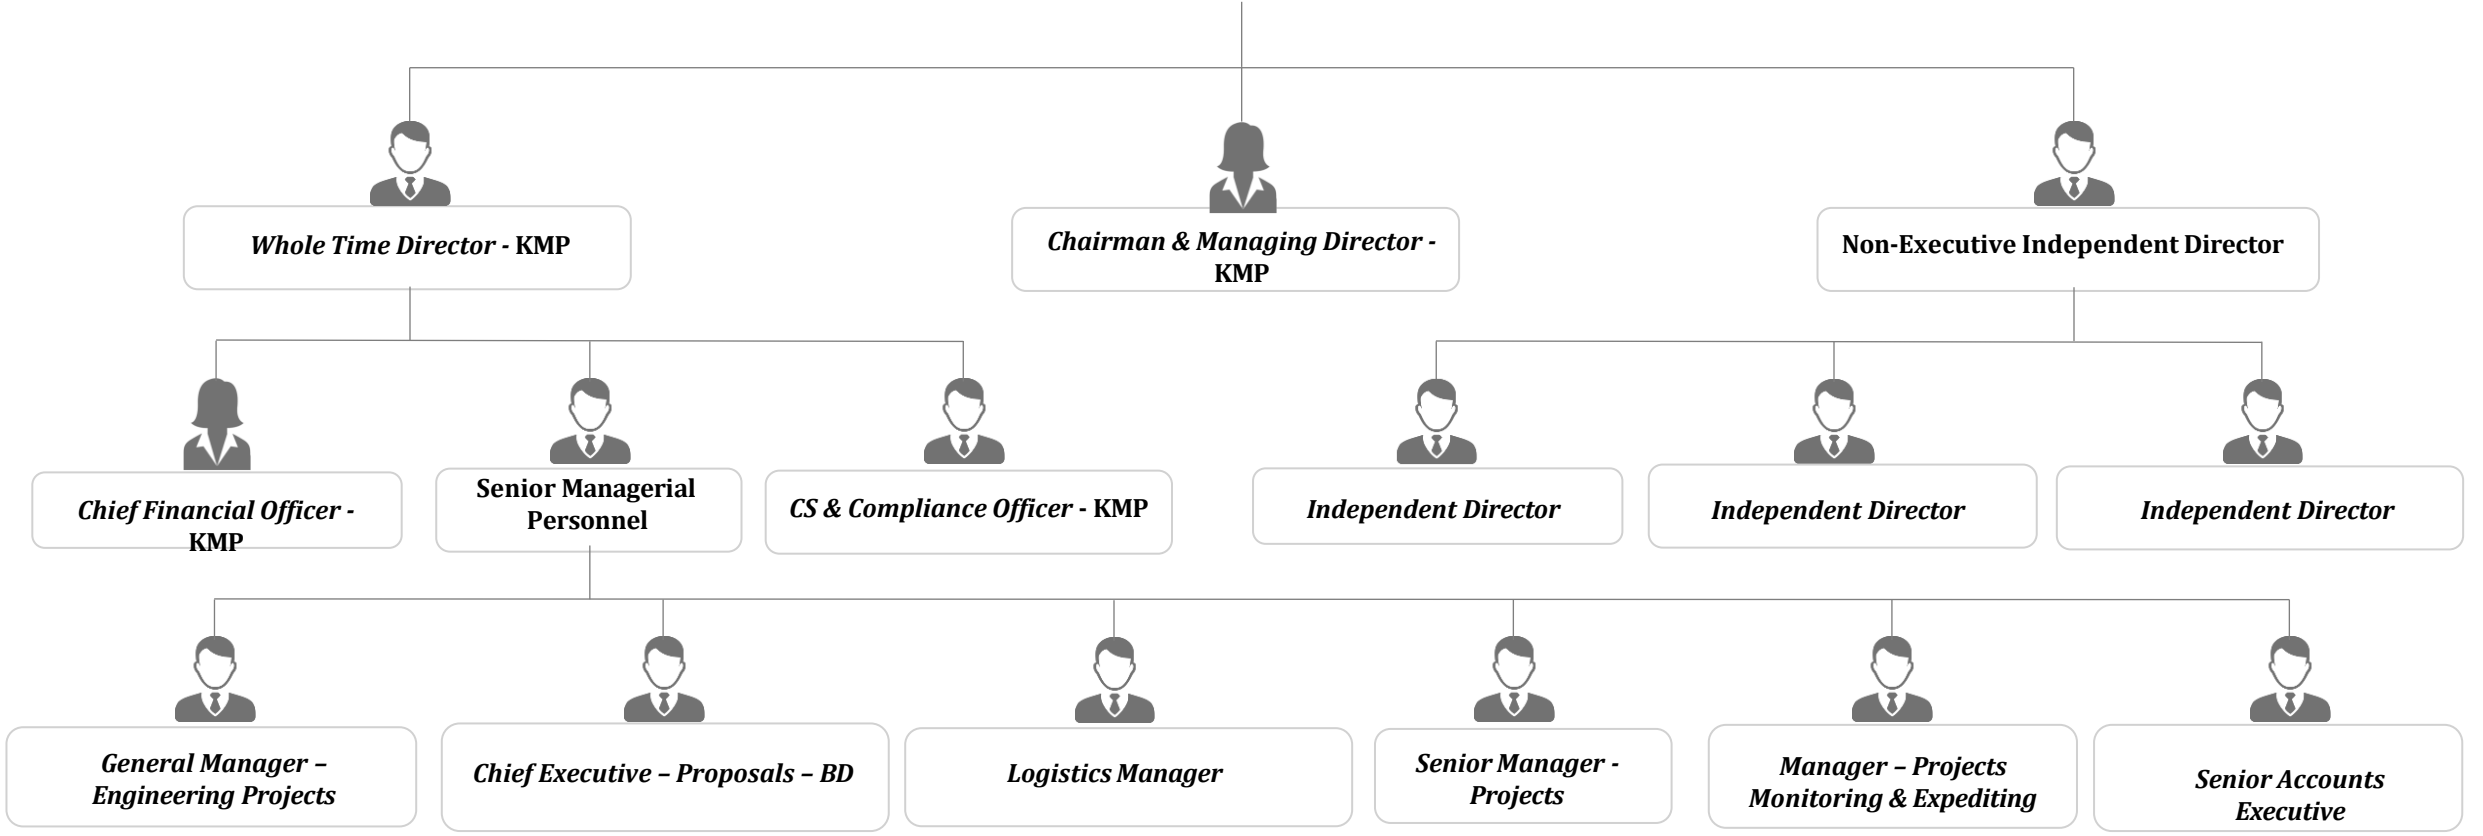 Whole Time Director - KMP
Chairman & Managing Director -
KMP
Non-Executive Independent Director
Chief Financial Officer -
KMP
Senior Managerial
Personnel
CS & Compliance Officer - KMP
Independent Director
Independent Director
Independent Director
General Manager –
Engineering Projects
Chief Executive – Proposals – BD
Logistics Manager
Senior Manager -
Projects
Manager – Projects
Monitoring & Expediting
Senior Accounts
Executive